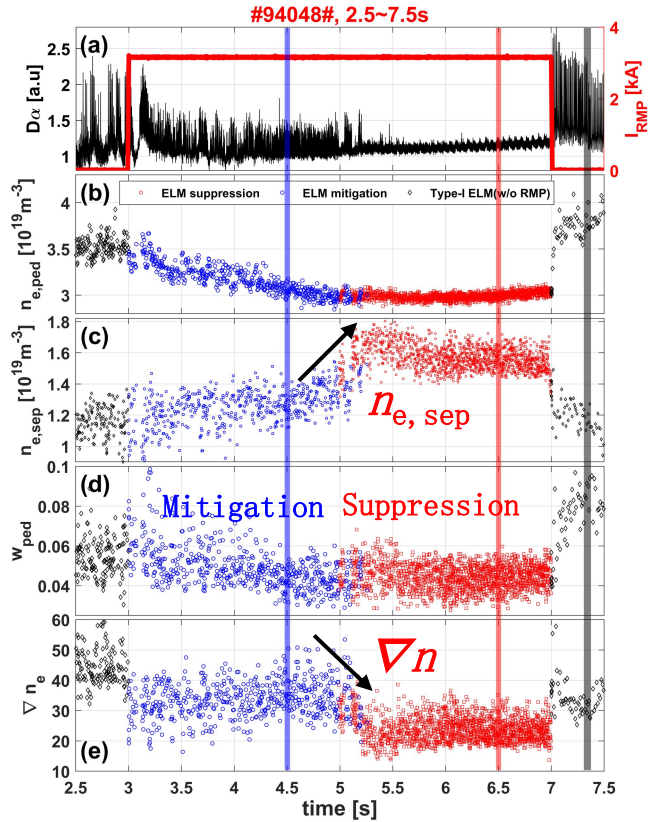 #94048#, 2.5~7.5s
(a)
Dα [a.u]
2.5
2
1.5
1
4
3
2
1
0
I_RMP [kA]
(b)
ELM suppression
ELM mitigation
Type-I ELM(w/o RMP)
n_e,ped [10^19 m^-3]
4
3.5
3
(c)
n_e,sep [10^19 m^-3]
1.8
1.6
1.4
1.2
1
n_e, sep
(d)
w_ped
0.1
0.08
0.06
0.04
Mitigation Suppression
(e)
∇ n_e
60
50
40
30
20
10
∇n
2.5 3 3.5 4 4.5 5 5.5 6 6.5 7 7.5
time [s]